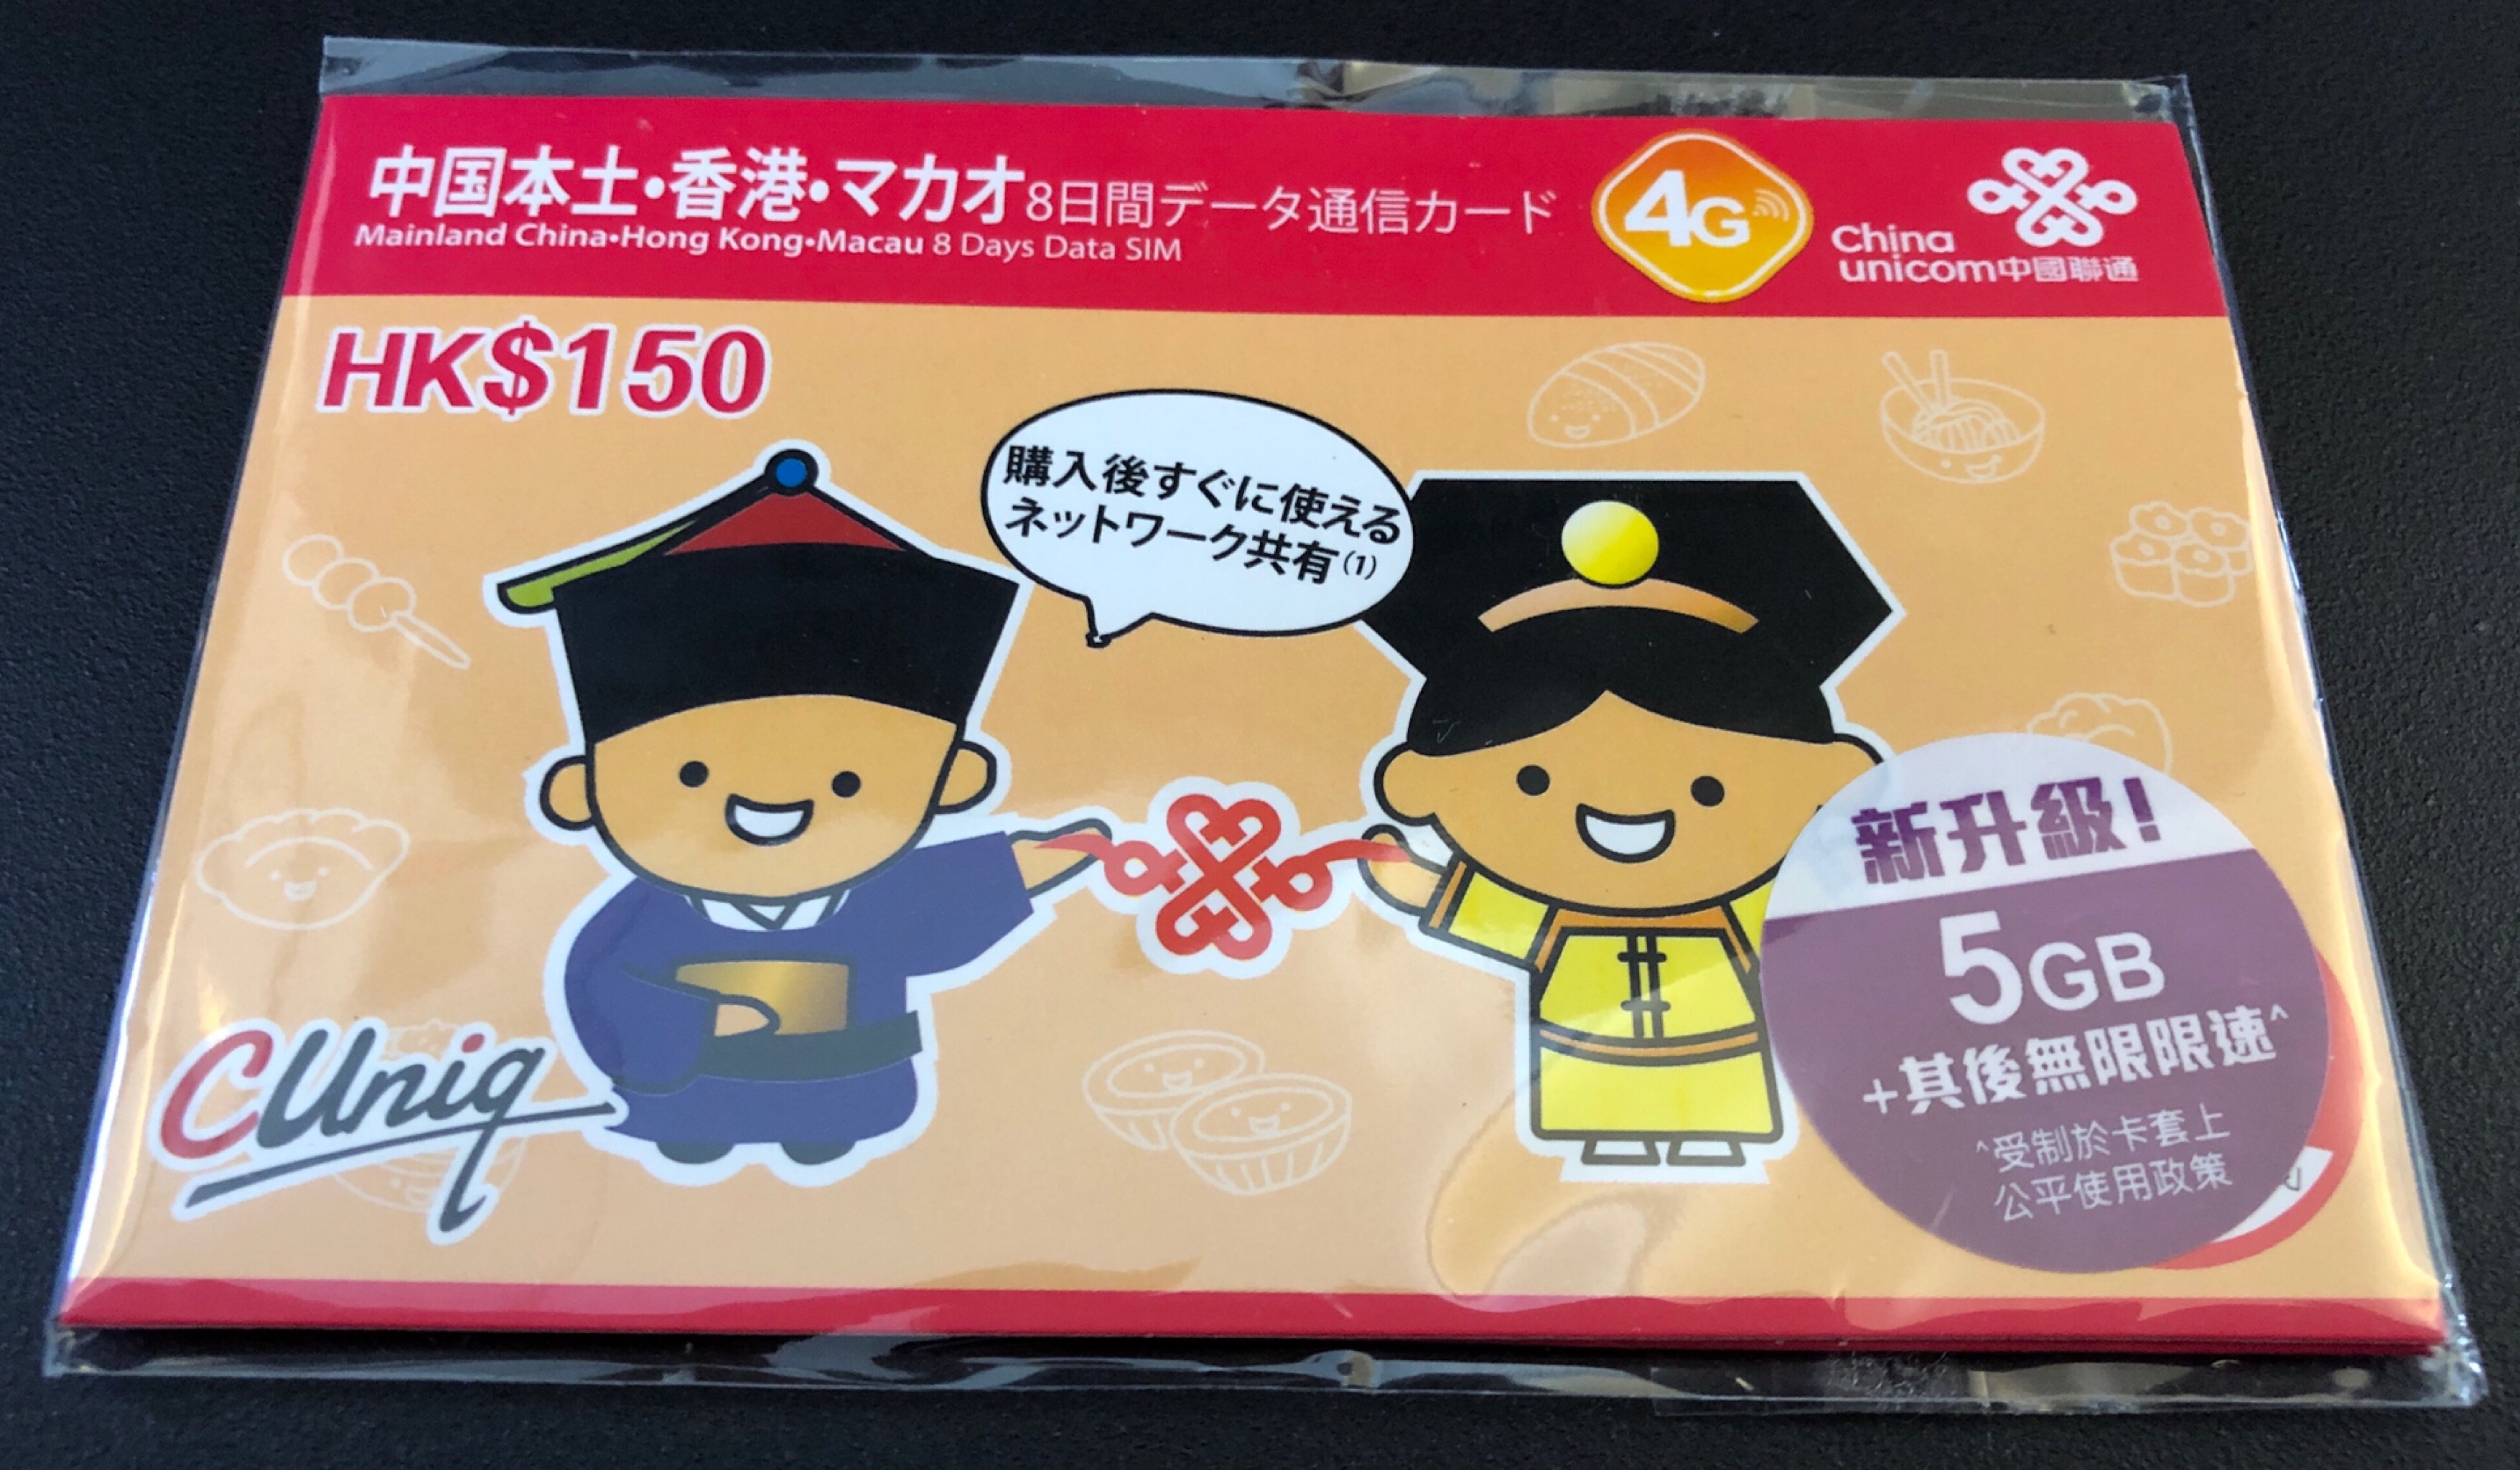 中国本土・香港・マカオ 8日間データ通信カード
Mainland China•Hong Kong•Macau 8 Days Data SIM
4G
China
unicom中國聯通
HK$150
購入後すぐに使える
ネットワーク共有(1)
新升級!
5GB
+其後無限限速^
^受制於卡套上
公平使用政策
CUniq